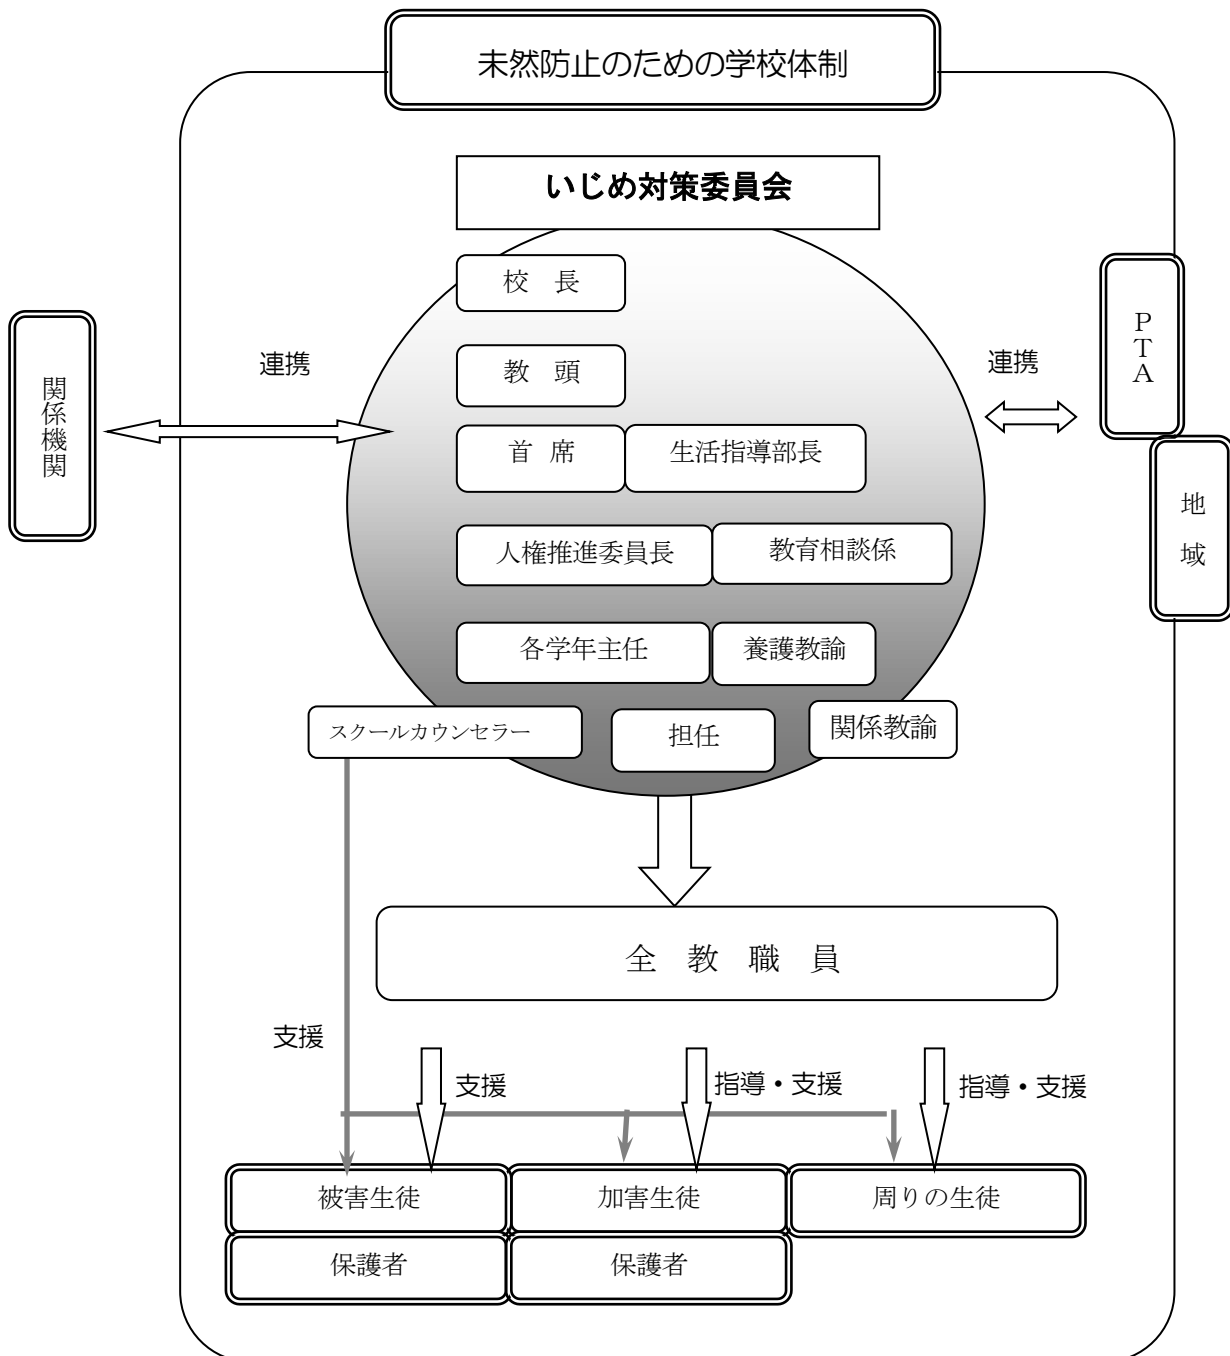 未然防止のための学校体制
いじめ対策委員会
校　長
教　頭
首　席
生活指導部長
人権推進委員長
教育相談係
各学年主任
養護教諭
スクールカウンセラー
担任
関係教諭
関係機関
連携
連携
PTA
地　域
全　教　職　員
支援
支援
指導・支援
指導・支援
被害生徒
加害生徒
周りの生徒
保護者
保護者